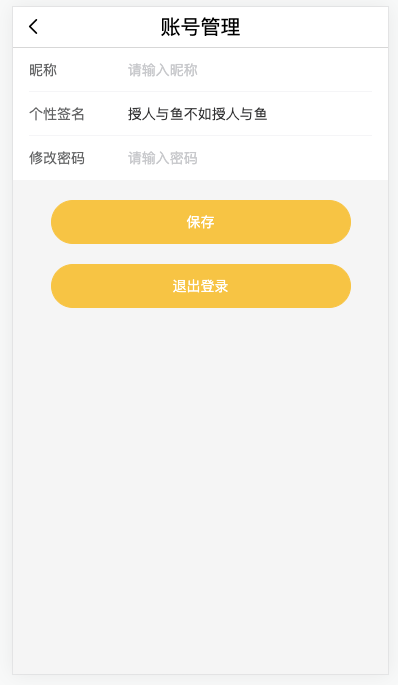 账号管理
昵称 请输入昵称
个性签名 授人与鱼不如授人与鱼
修改密码 请输入密码
保存
退出登录